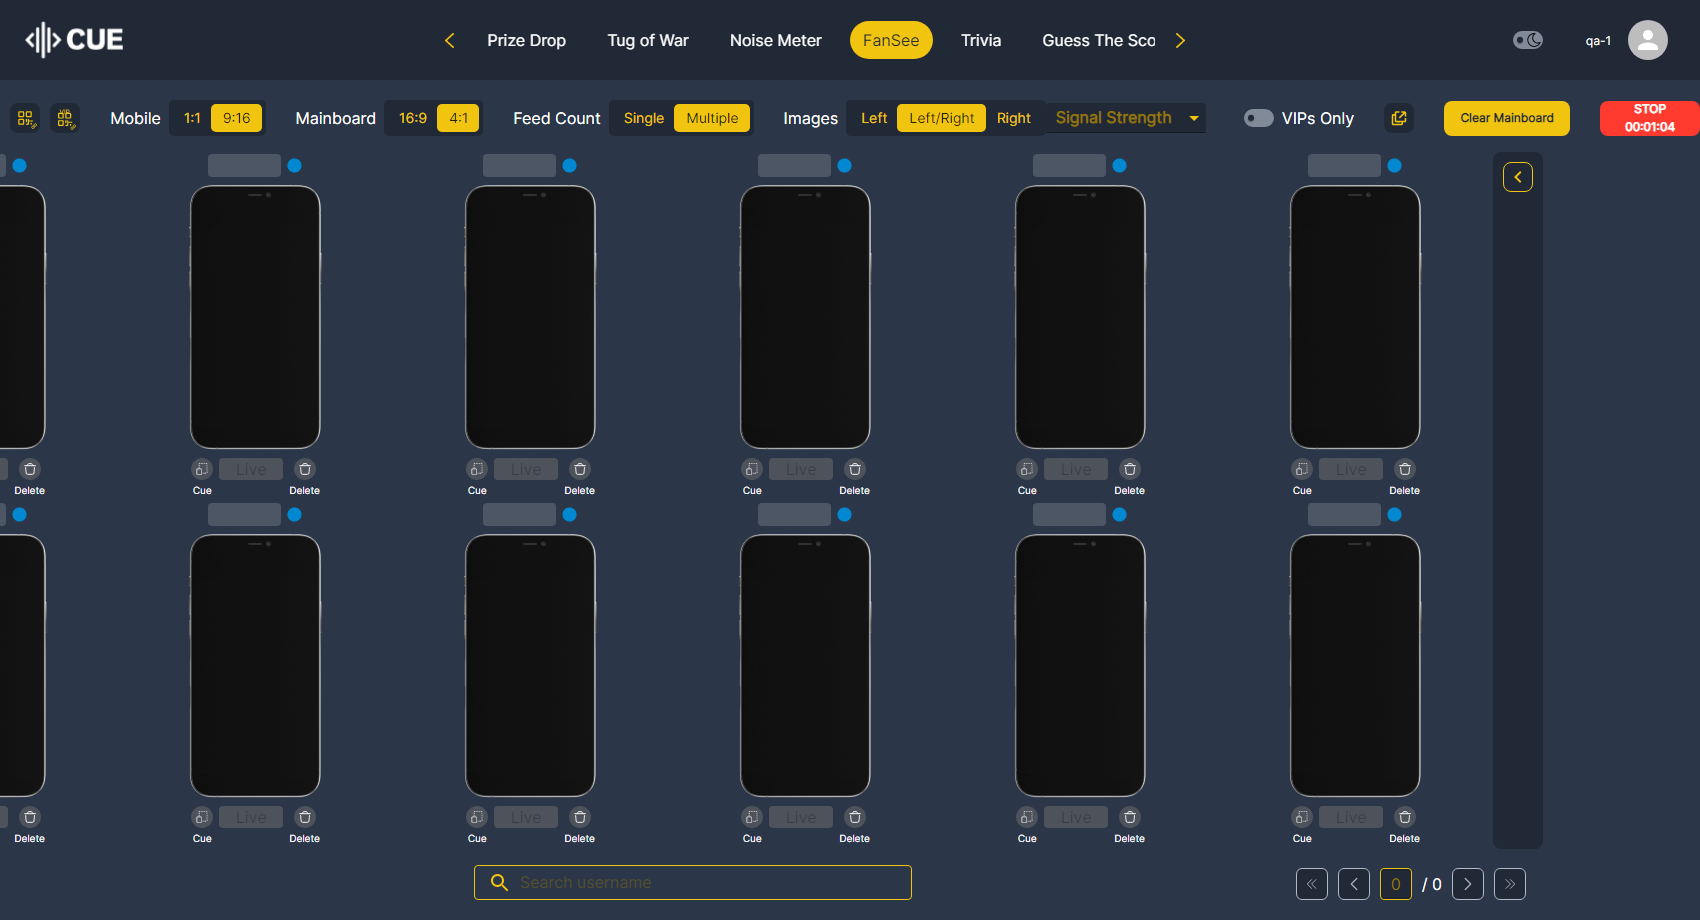 CUE
Prize Drop Tug of War Noise Meter FanSee Trivia Guess The Sco
qa-1
Mobile 1:1 9:16 Mainboard 16:9 4:1 Feed Count Single Multiple Images Left Left/Right Right Signal Strength VIPs Only Clear Mainboard STOP
00:01:04
Live Live Live Live Live
Delete Cue Delete Cue Delete Cue Delete Cue Delete Cue Delete
Live Live Live Live Live
Delete Cue Delete Cue Delete Cue Delete Cue Delete Cue Delete
Search username
0 / 0